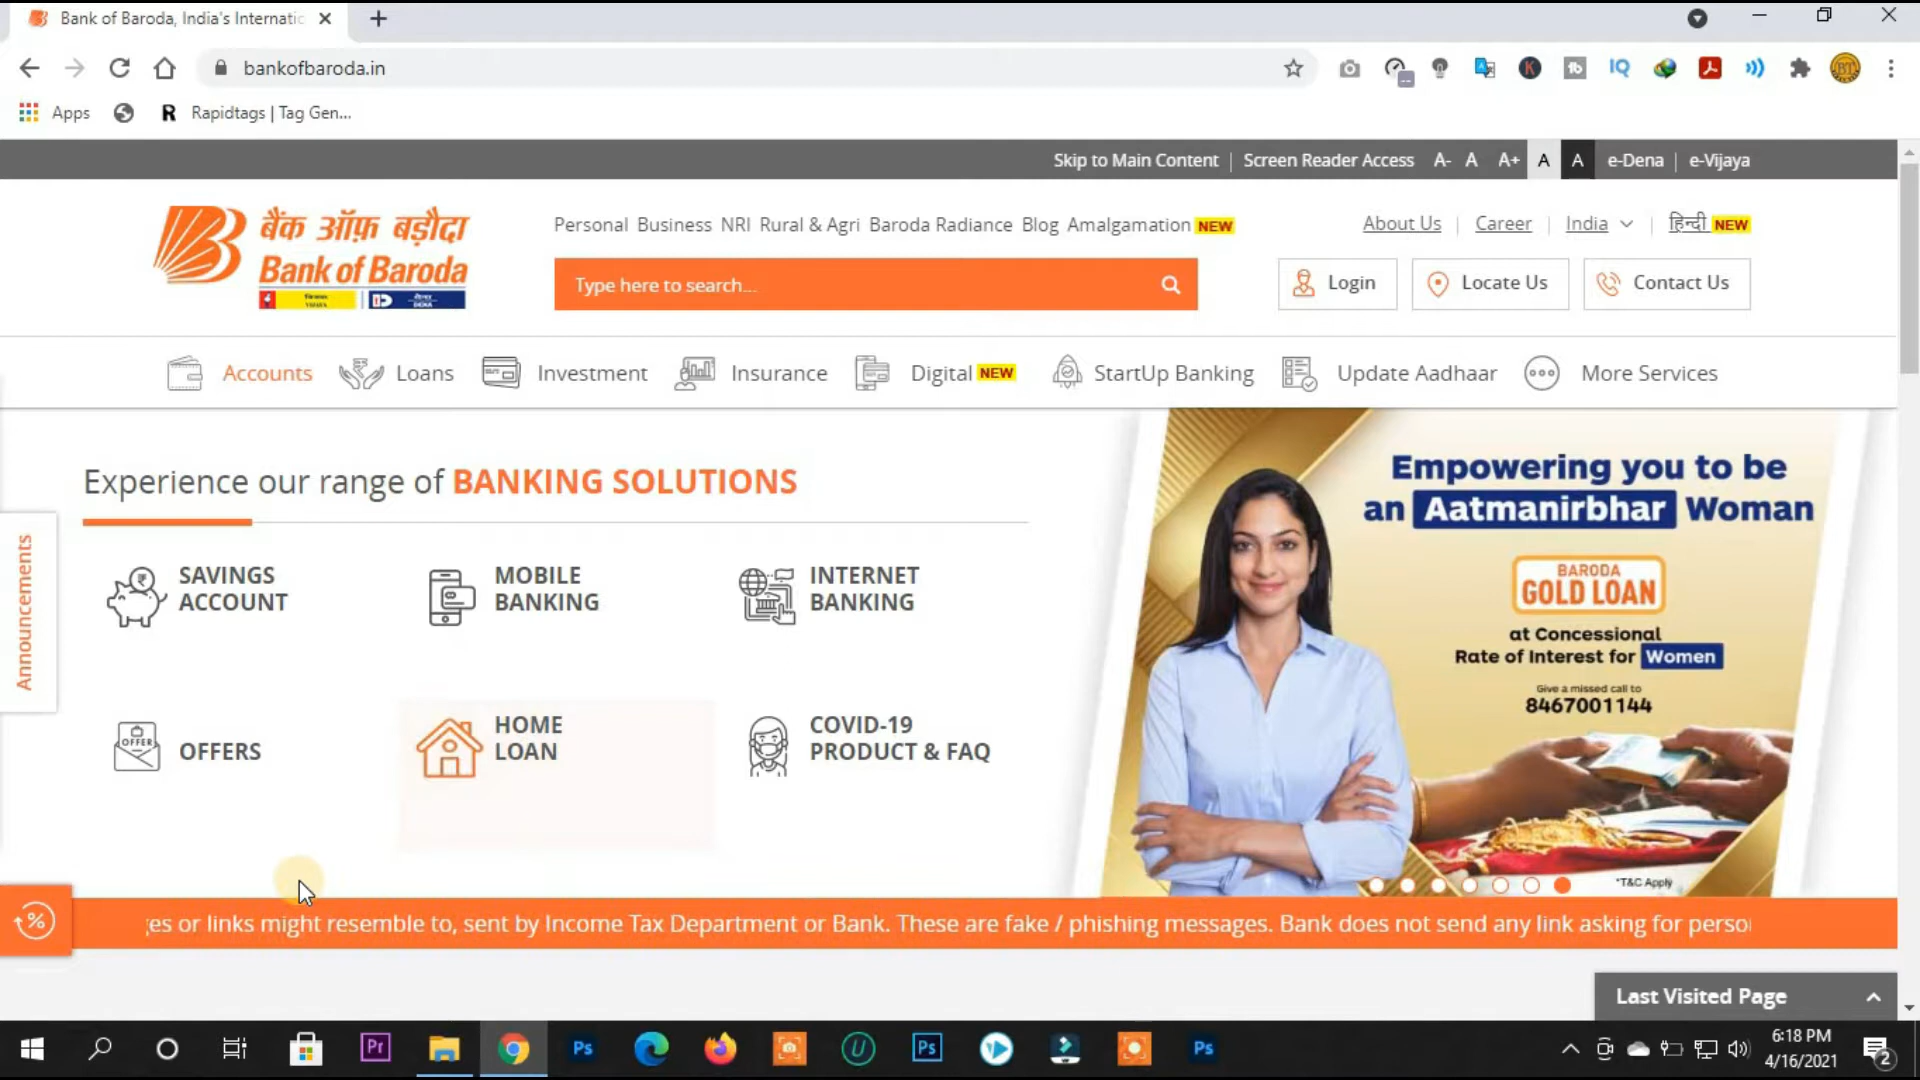 Bank of Baroda, India's Internatic
bankofbaroda.in
IQ
Apps
R Rapidtags | Tag Gen...
Skip to Main Content | Screen Reader Access A- A A+ A A e-Dena | e-Vijaya
बैंक ऑफ़ बड़ौदा
Bank of Baroda
Personal Business NRI Rural & Agri Baroda Radiance Blog Amalgamation NEW
About Us | Career | India | हिन्दी NEW
Type here to search...
Login
Locate Us
Contact Us
Accounts Loans Investment Insurance Digital NEW StartUp Banking Update Aadhaar More Services
Experience our range of BANKING SOLUTIONS
Announcements
SAVINGS
ACCOUNT
MOBILE
BANKING
INTERNET
BANKING
OFFER
OFFERS
HOME
LOAN
COVID-19
PRODUCT & FAQ
Empowering you to be
an Aatmanirbhar Woman
BARODA
GOLD LOAN
at Concessional
Rate of Interest for Women
Give a missed call to
8467001144
*T&C Apply
%
es or links might resemble to, sent by Income Tax Department or Bank. These are fake / phishing messages. Bank does not send any link asking for perso
Last Visited Page
Pr
Ps
U
Ps
Ps
6:18 PM
4/16/2021
2